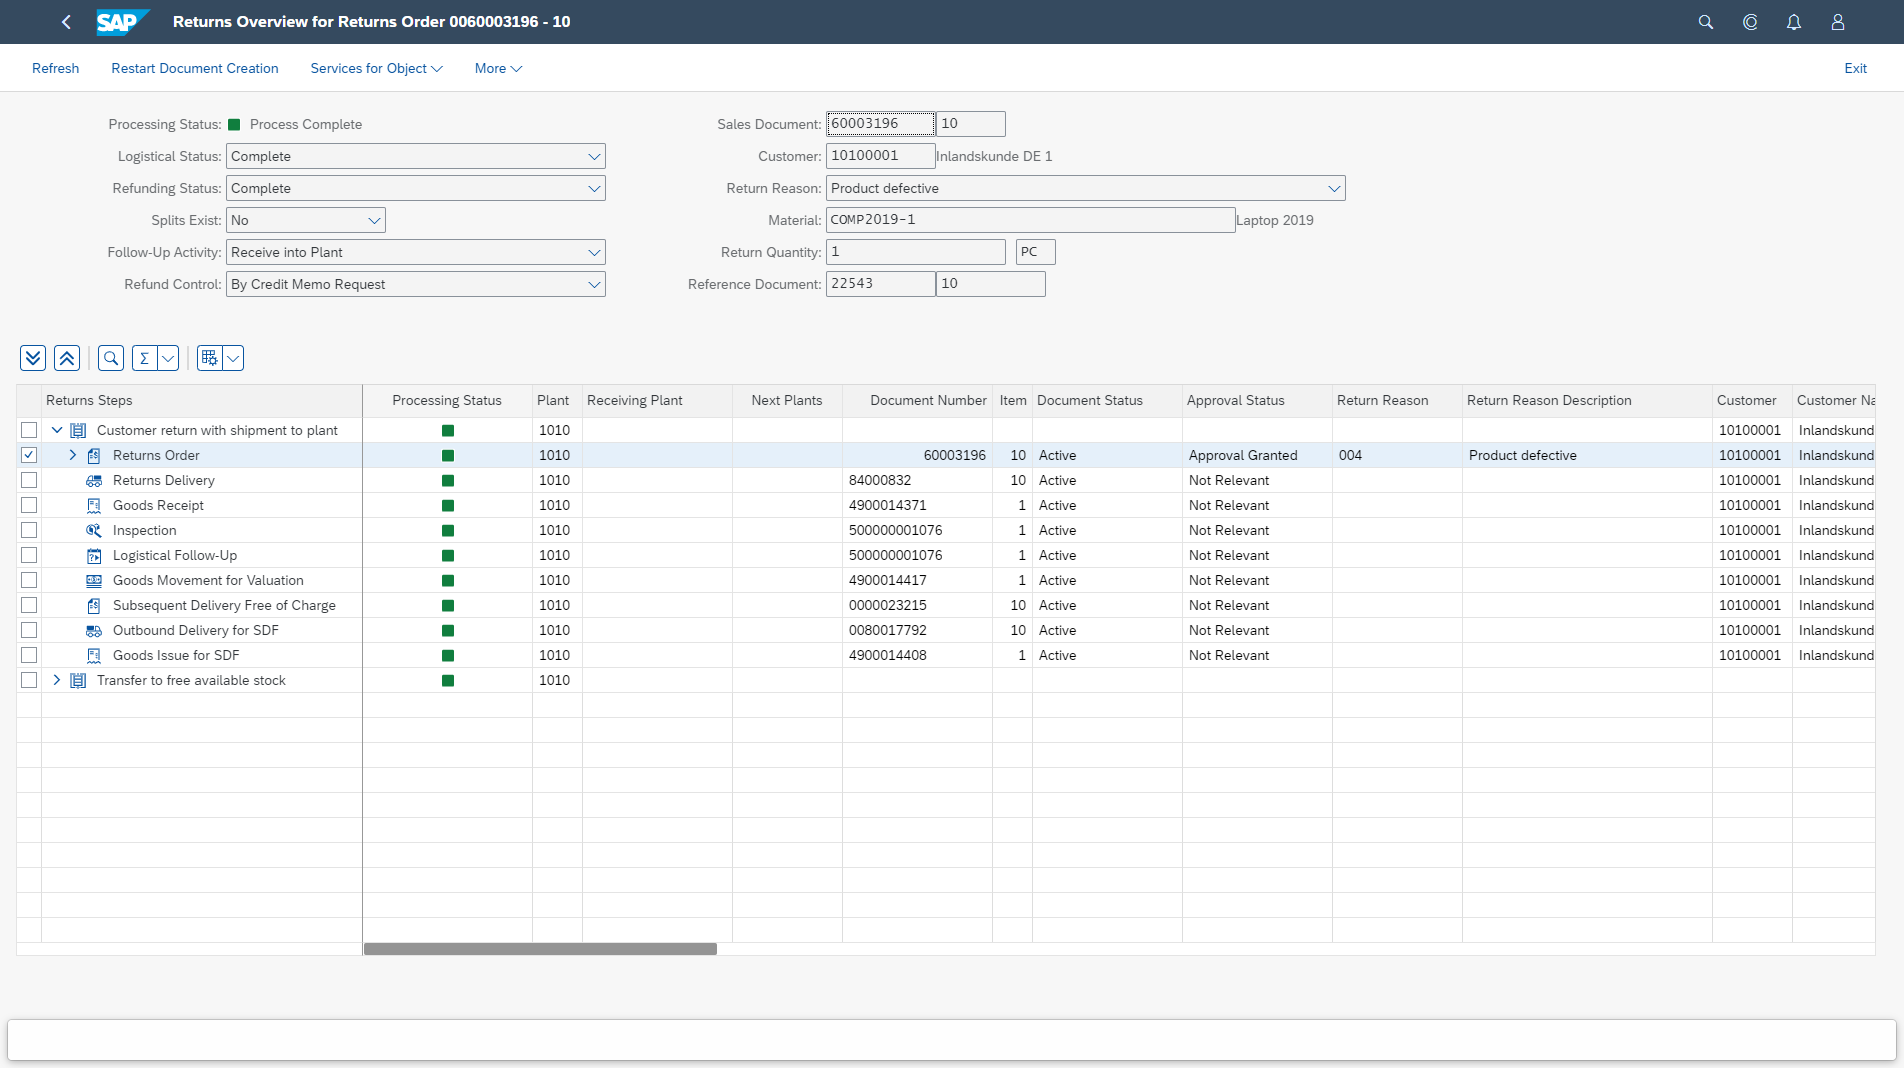 SAP Returns Overview for Returns Order 0060003196 - 10
Refresh Restart Document Creation Services for Object More Exit
Processing Status: Process Complete Sales Document: 60003196 10
Logistical Status: Complete Customer: 10100001 Inlandskunde DE 1
Refunding Status: Complete Return Reason: Product defective
Splits Exist: No Material: COMP2019-1 Laptop 2019
Follow-Up Activity: Receive into Plant Return Quantity: 1 PC
Refund Control: By Credit Memo Request Reference Document: 22543 10
Returns Steps Processing Status Plant Receiving Plant Next Plants Document Number Item Document Status Approval Status Return Reason Return Reason Description Customer Customer Na
Customer return with shipment to plant 1010 10100001 Inlandskund
Returns Order 1010 60003196 10 Active Approval Granted 004 Product defective 10100001 Inlandskund
Returns Delivery 1010 84000832 10 Active Not Relevant 10100001 Inlandskund
Goods Receipt 1010 4900014371 1 Active Not Relevant 10100001 Inlandskund
Inspection 1010 500000001076 1 Active Not Relevant 10100001 Inlandskund
Logistical Follow-Up 1010 500000001076 1 Active Not Relevant 10100001 Inlandskund
Goods Movement for Valuation 1010 4900014417 1 Active Not Relevant 10100001 Inlandskund
Subsequent Delivery Free of Charge 1010 0000023215 10 Active Not Relevant 10100001 Inlandskund
Outbound Delivery for SDF 1010 0080017792 10 Active Not Relevant 10100001 Inlandskund
Goods Issue for SDF 1010 4900014408 1 Active Not Relevant 10100001 Inlandskund
Transfer to free available stock 1010